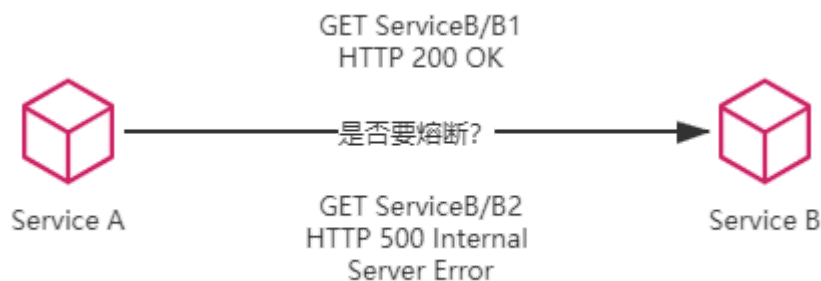 GET ServiceB/B1
HTTP 200 OK
是否要熔断?
Service A
Service B
GET ServiceB/B2
HTTP 500 Internal
Server Error